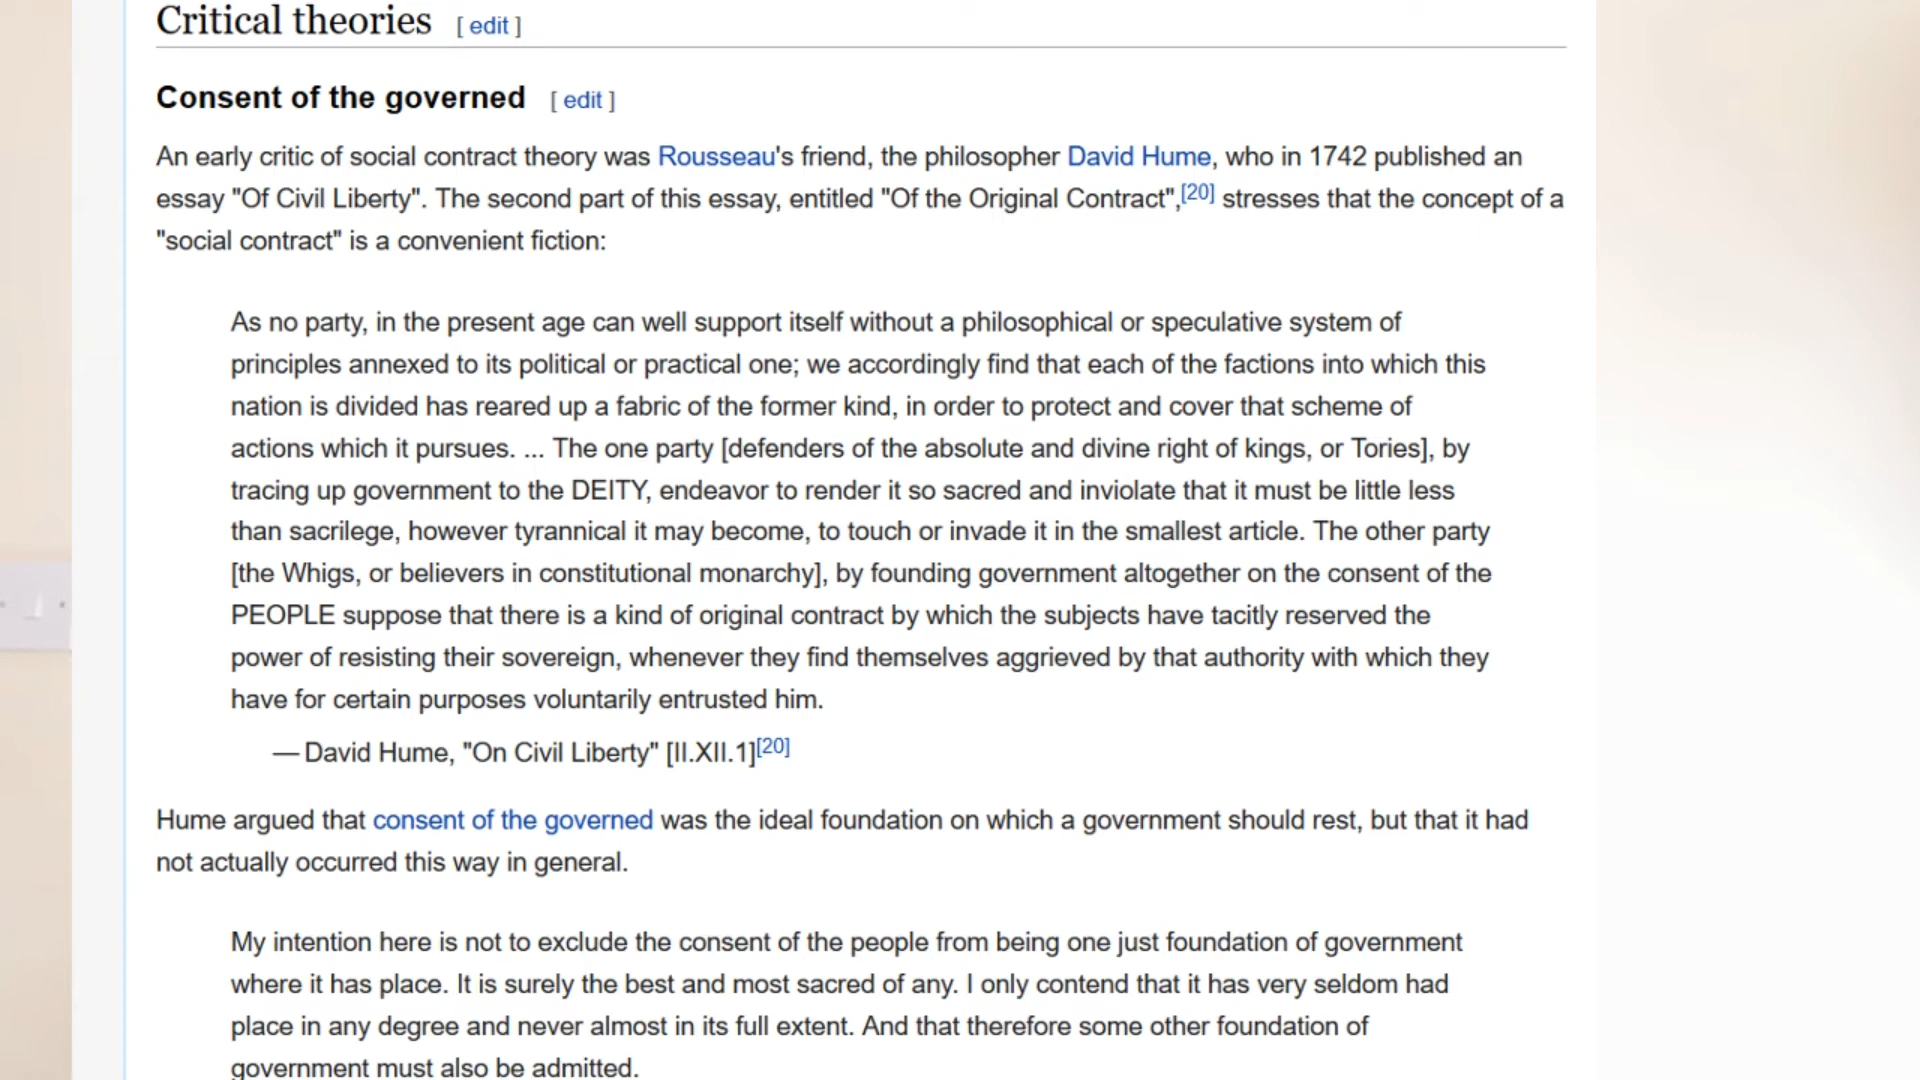 Critical theories [ edit ]
Consent of the governed [ edit ]
An early critic of social contract theory was Rousseau's friend, the philosopher David Hume, who in 1742 published an
essay "Of Civil Liberty". The second part of this essay, entitled "Of the Original Contract",[20] stresses that the concept of a
"social contract" is a convenient fiction:
As no party, in the present age can well support itself without a philosophical or speculative system of
principles annexed to its political or practical one; we accordingly find that each of the factions into which this
nation is divided has reared up a fabric of the former kind, in order to protect and cover that scheme of
actions which it pursues. ... The one party [defenders of the absolute and divine right of kings, or Tories], by
tracing up government to the DEITY, endeavor to render it so sacred and inviolate that it must be little less
than sacrilege, however tyrannical it may become, to touch or invade it in the smallest article. The other party
[the Whigs, or believers in constitutional monarchy], by founding government altogether on the consent of the
PEOPLE suppose that there is a kind of original contract by which the subjects have tacitly reserved the
power of resisting their sovereign, whenever they find themselves aggrieved by that authority with which they
have for certain purposes voluntarily entrusted him.
— David Hume, "On Civil Liberty" [II.XII.1][20]
Hume argued that consent of the governed was the ideal foundation on which a government should rest, but that it had
not actually occurred this way in general.
My intention here is not to exclude the consent of the people from being one just foundation of government
where it has place. It is surely the best and most sacred of any. I only contend that it has very seldom had
place in any degree and never almost in its full extent. And that therefore some other foundation of
government must also be admitted.